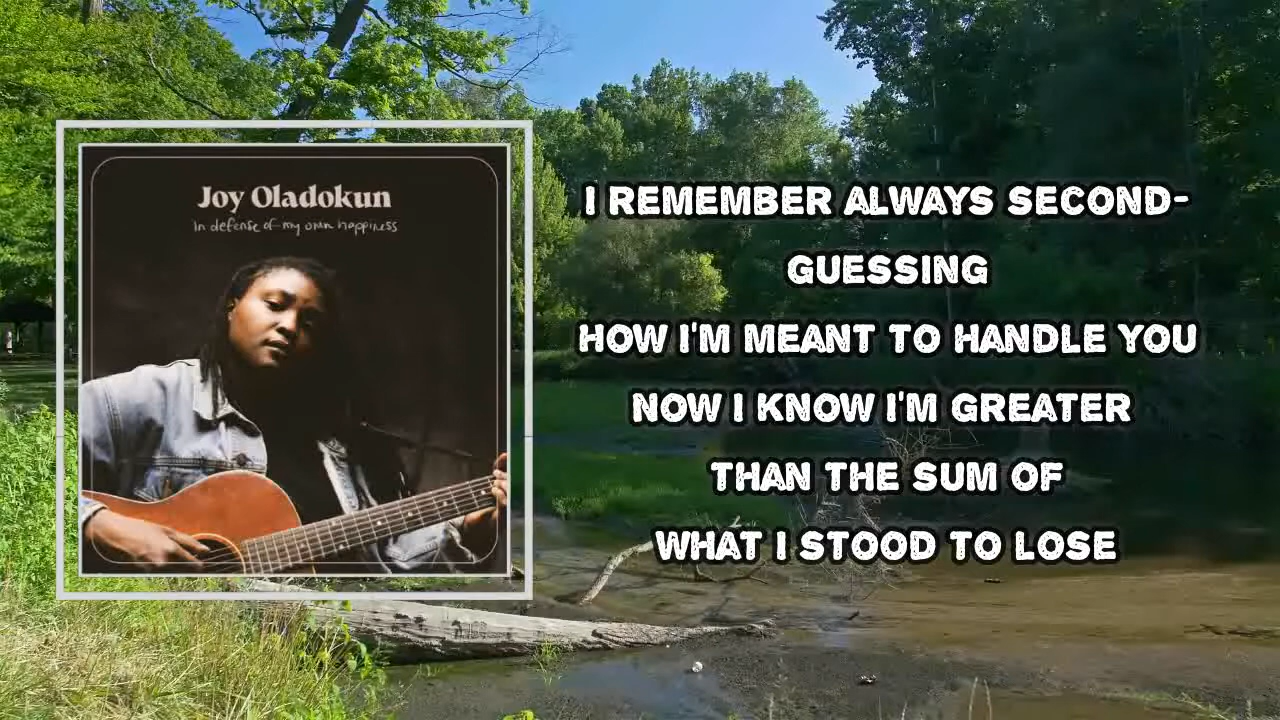 Joy Oladokun
in defense of my own happiness
I REMEMBER ALWAYS SECOND-
GUESSING
HOW I'M MEANT TO HANDLE YOU
NOW I KNOW I'M GREATER
THAN THE SUM OF
WHAT I STOOD TO LOSE